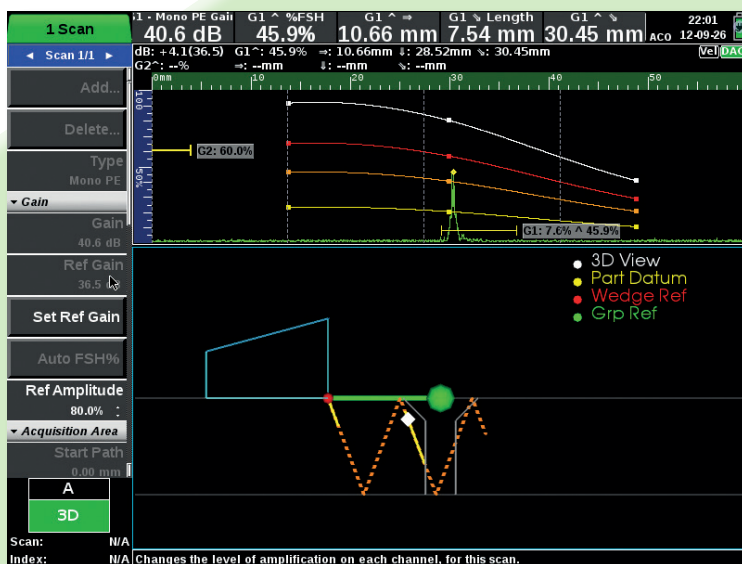 1 Scan
Scan 1/1
Add...
Delete...
Type
Mono PE
Gain
Gain
40.6 dB
Ref Gain
36.5
Set Ref Gain
Auto FSH%
Ref Amplitude
80.0%
Acquisition Area
Start Path
0.00 mm
A
3D
Scan: N/A
Index: N/A
S1 - Mono PE Gain
40.6 dB
G1 ^ %FSH
45.9%
G1 ^ ⇒
10.66 mm
G1 ⇘ Length
7.54 mm
G1 ^ ⇘
30.45 mm
ACO
22:01
12-09-26
dB: +4.1(36.5) G1^: 45.9% ⇒: 10.66mm ⇓: 28.52mm ⇘: 30.45mm
Vel DAC
G2^: --% ⇒: --mm ⇓: --mm ⇘: --mm
0mm 10 20 30 40 50
100
50%
G2: 60.0%
G1: 7.6% ^ 45.9%
3D View
Part Datum
Wedge Ref
Grp Ref
Changes the level of amplification on each channel, for this scan.